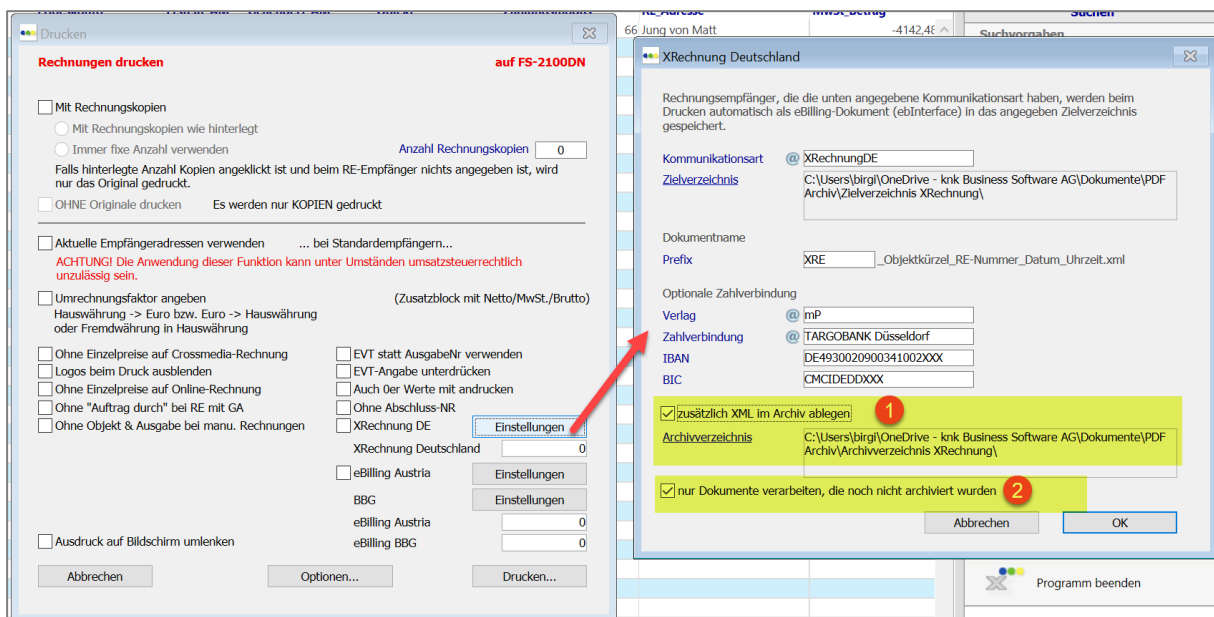 RE_Adresse
MwSt_Betrag
Suchen
66 Jung von Matt
-4142,48
Suchvorgaben
Drucken
Rechnungen drucken
auf FS-2100DN
Mit Rechnungskopien
Mit Rechnungskopien wie hinterlegt
Immer fixe Anzahl verwenden
Anzahl Rechnungskopien 0
Falls hinterlegte Anzahl Kopien angeklickt ist und beim RE-Empfänger nichts angegeben ist, wird
nur das Original gedruckt.
OHNE Originale drucken Es werden nur KOPIEN gedruckt
Aktuelle Empfängeradressen verwenden ... bei Standardempfängern...
ACHTUNG! Die Anwendung dieser Funktion kann unter Umständen umsatzsteuerrechtlich
unzulässig sein.
Umrechnungsfaktor angeben (Zusatzblock mit Netto/MwSt./Brutto)
Hauswährung -> Euro bzw. Euro -> Hauswährung
oder Fremdwährung in Hauswährung
Ohne Einzelpreise auf Crossmedia-Rechnung
Logos beim Druck ausblenden
Ohne Einzelpreise auf Online-Rechnung
Ohne "Auftrag durch" bei RE mit GA
Ohne Objekt & Ausgabe bei manu. Rechnungen
EVT statt AusgabeNr verwenden
EVT-Angabe unterdrücken
Auch 0er Werte mit andrucken
Ohne Abschluss-NR
XRechnung DE Einstellungen
XRechnung Deutschland 0
eBilling Austria Einstellungen
BBG Einstellungen
eBilling Austria 0
eBilling BBG 0
Ausdruck auf Bildschirm umlenken
Abbrechen
Optionen...
Drucken...
XRechnung Deutschland
Rechnungsempfänger, die die unten angegebene Kommunikationsart haben, werden beim
Drucken automatisch als eBilling-Dokument (ebInterface) in das angegeben Zielverzeichnis
gespeichert.
Kommunikationsart @ XRechnungDE
Zielverzeichnis C:\Users\birgi\OneDrive - knk Business Software AG\Dokumente\PDF
Archiv\Zielverzeichnis XRechnung\
Dokumentname
Prefix XRE _Objektkürzel_RE-Nummer_Datum_Uhrzeit.xml
Optionale Zahlverbindung
Verlag @ mP
Zahlverbindung @ TARGOBANK Düsseldorf
IBAN DE4930020900341002XXX
BIC CMCIDEDDXXX
zusätzlich XML im Archiv ablegen 1
Archivverzeichnis C:\Users\birgi\OneDrive - knk Business Software AG\Dokumente\PDF
Archiv\Archivverzeichnis XRechnung\
nur Dokumente verarbeiten, die noch nicht archiviert wurden 2
Abbrechen
OK
Programm beenden